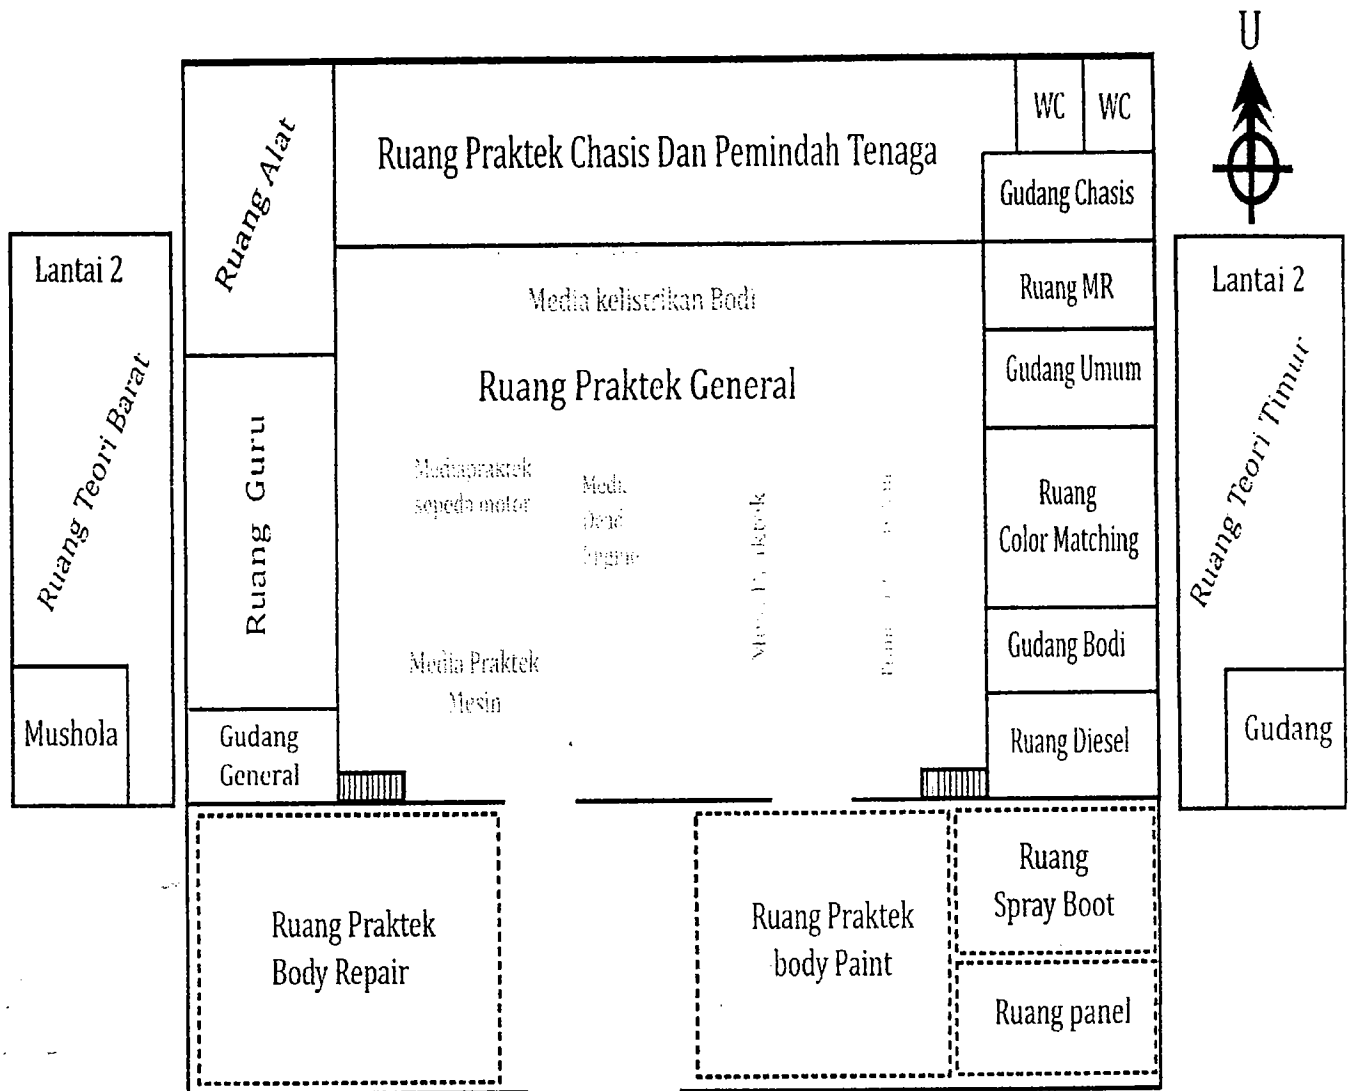 U
WC
WC
Ruang Praktek Chasis Dan Pemindah Tenaga
Ruang Alat
Gudang Chasis
Lantai 2
Ruang MR
Lantai 2
Media kelistrikan Bodi
Ruang Teori Barat
Gudang Umum
Ruang Teori Timur
Ruang Praktek General
Ruang Guru
Mediapraktek
sepeda motor
Ruang
Color Matching
Gudang Bodi
Media Praktek
Mesin
Mushola
Gudang
General
Ruang Diesel
Gudang
Ruang Praktek
Body Repair
Ruang Praktek
body Paint
Ruang
Spray Boot
Ruang panel